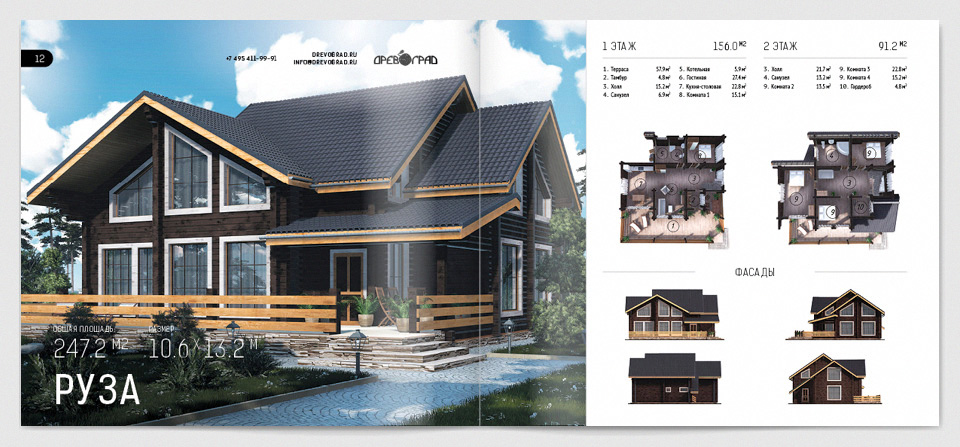 12
DREVOGRAD.RU
+7 495 411-99-91 INFO@DREVOGRAD.RU
ДРЕВОГРАД
ОБЩАЯ ПЛОЩАДЬ: РАЗМЕР:
247.2 М2 10.6 X 13.2 М
РУЗА
1 ЭТАЖ 156.0 М2
1. Терраса 57.9 м²
2. Тамбур 4.8 м²
3. Холл 15.2 м²
4. Санузел 6.9 м²
5. Котельная 5.9 м²
6. Гостиная 27.4 м²
7. Кухня-столовая 22.8 м²
8. Комната 1 15.1 м²
2 ЭТАЖ 91.2 М2
3. Холл 21.7 м²
4. Санузел 13.2 м²
9. Комната 2 13.5 м²
9. Комната 3 22.8 м²
9. Комната 4 15.2 м²
10. Гардероб 4.8 м²
ФАСАДЫ